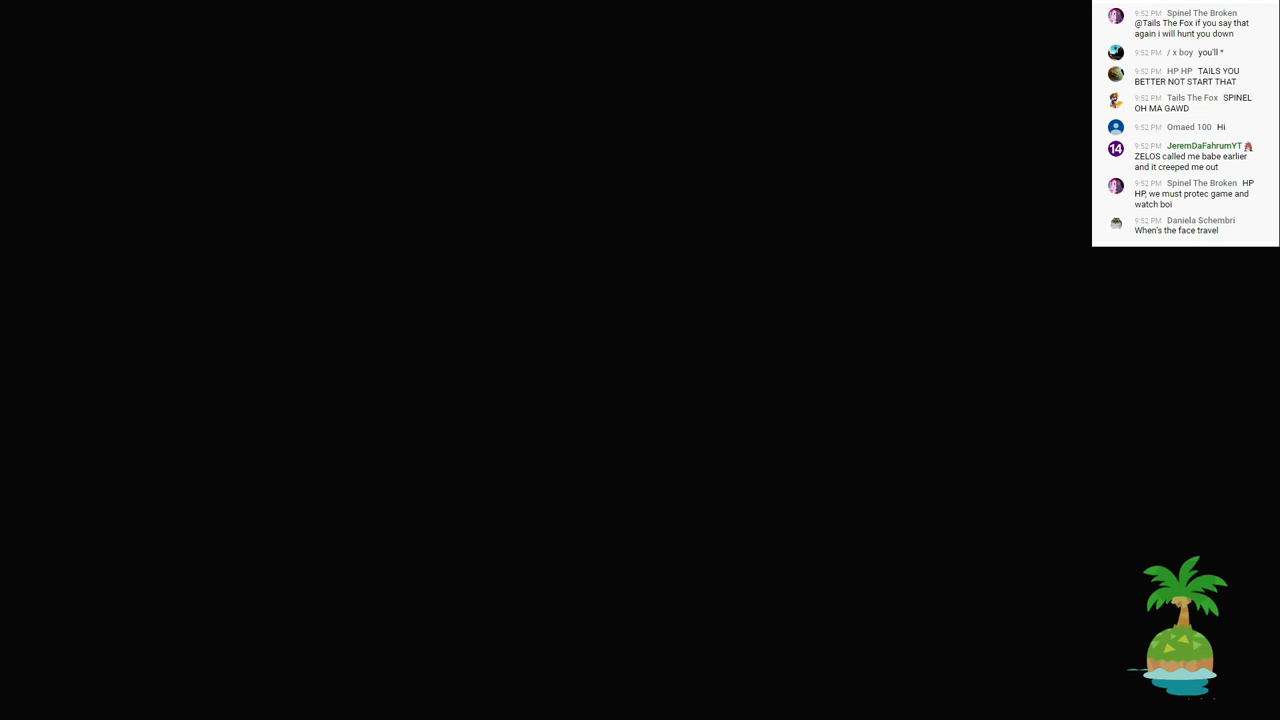 9:52 PM Spinel The Broken
@Tails The Fox if you say that
again i will hunt you down
9:52 PM / x boy you'll *
9:52 PM HP HP TAILS YOU
BETTER NOT START THAT
9:52 PM Tails The Fox SPINEL
OH MA GAWD
9:52 PM Omaed 100 Hi
14
9:52 PM JeremDaFahrumYT
ZELOS called me babe earlier
and it creeped me out
9:52 PM Spinel The Broken HP
HP, we must protec game and
watch boi
9:52 PM Daniela Schembri
When's the face travel